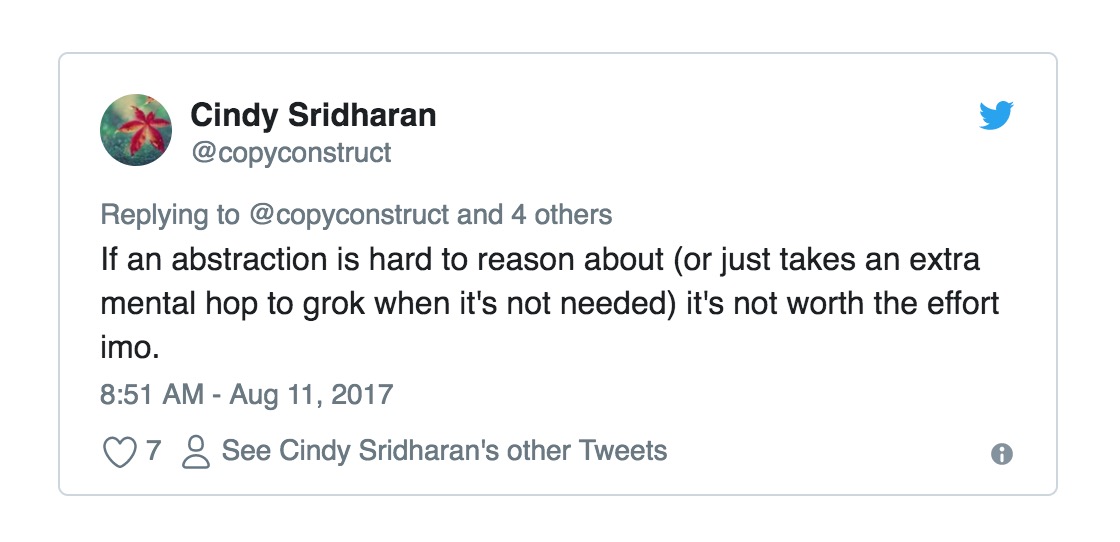 Cindy Sridharan
@copyconstruct
Replying to @copyconstruct and 4 others
If an abstraction is hard to reason about (or just takes an extra
mental hop to grok when it's not needed) it's not worth the effort
imo.
8:51 AM - Aug 11, 2017
7 See Cindy Sridharan's other Tweets